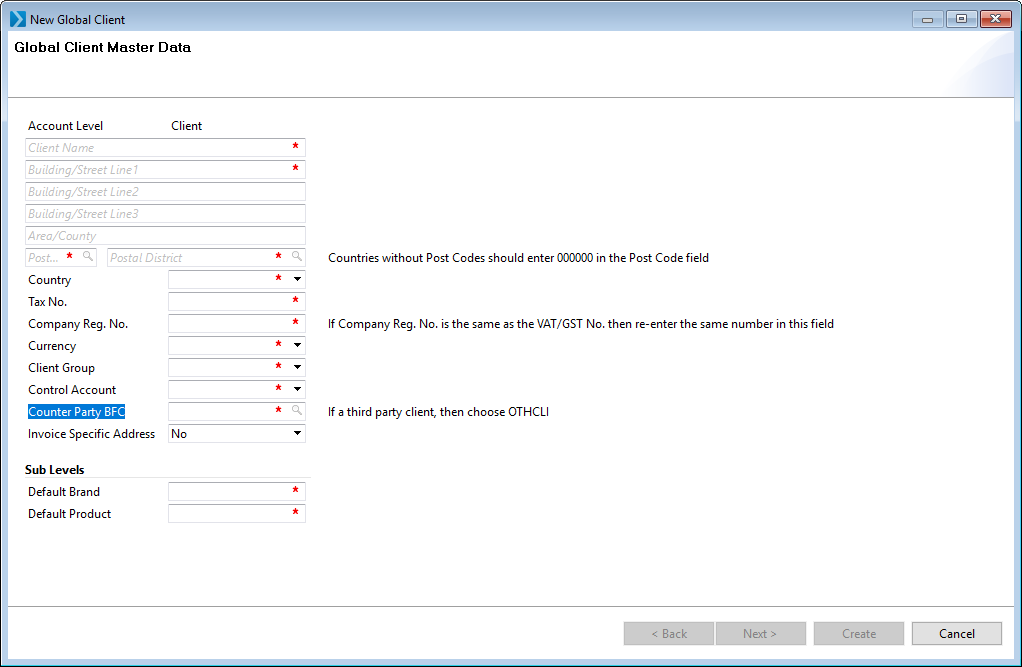 New Global Client
Global Client Master Data
Account Level Client
Client Name *
Building/Street Line1 *
Building/Street Line2
Building/Street Line3
Area/County
Post... * Postal District * Countries without Post Codes should enter 000000 in the Post Code field
Country *
Tax No. *
Company Reg. No. * If Company Reg. No. is the same as the VAT/GST No. then re-enter the same number in this field
Currency *
Client Group *
Control Account *
Counter Party BFC * If a third party client, then choose OTHCLI
Invoice Specific Address No
Sub Levels
Default Brand *
Default Product *
< Back Next > Create Cancel